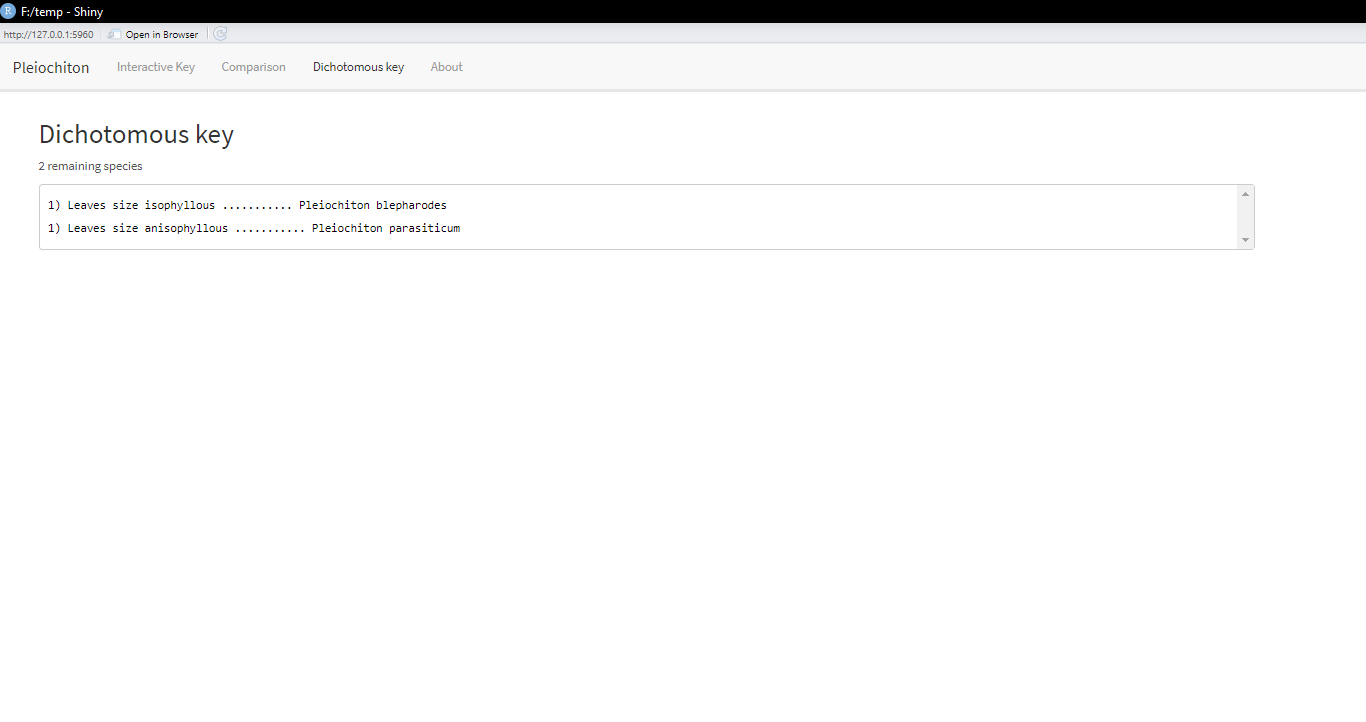 R F:/temp - Shiny
http://127.0.0.1:5960 Open in Browser
Pleiochiton Interactive Key Comparison Dichotomous key About
Dichotomous key
2 remaining species
1) Leaves size isophyllous ........... Pleiochiton blepharodes
1) Leaves size anisophyllous ........... Pleiochiton parasiticum